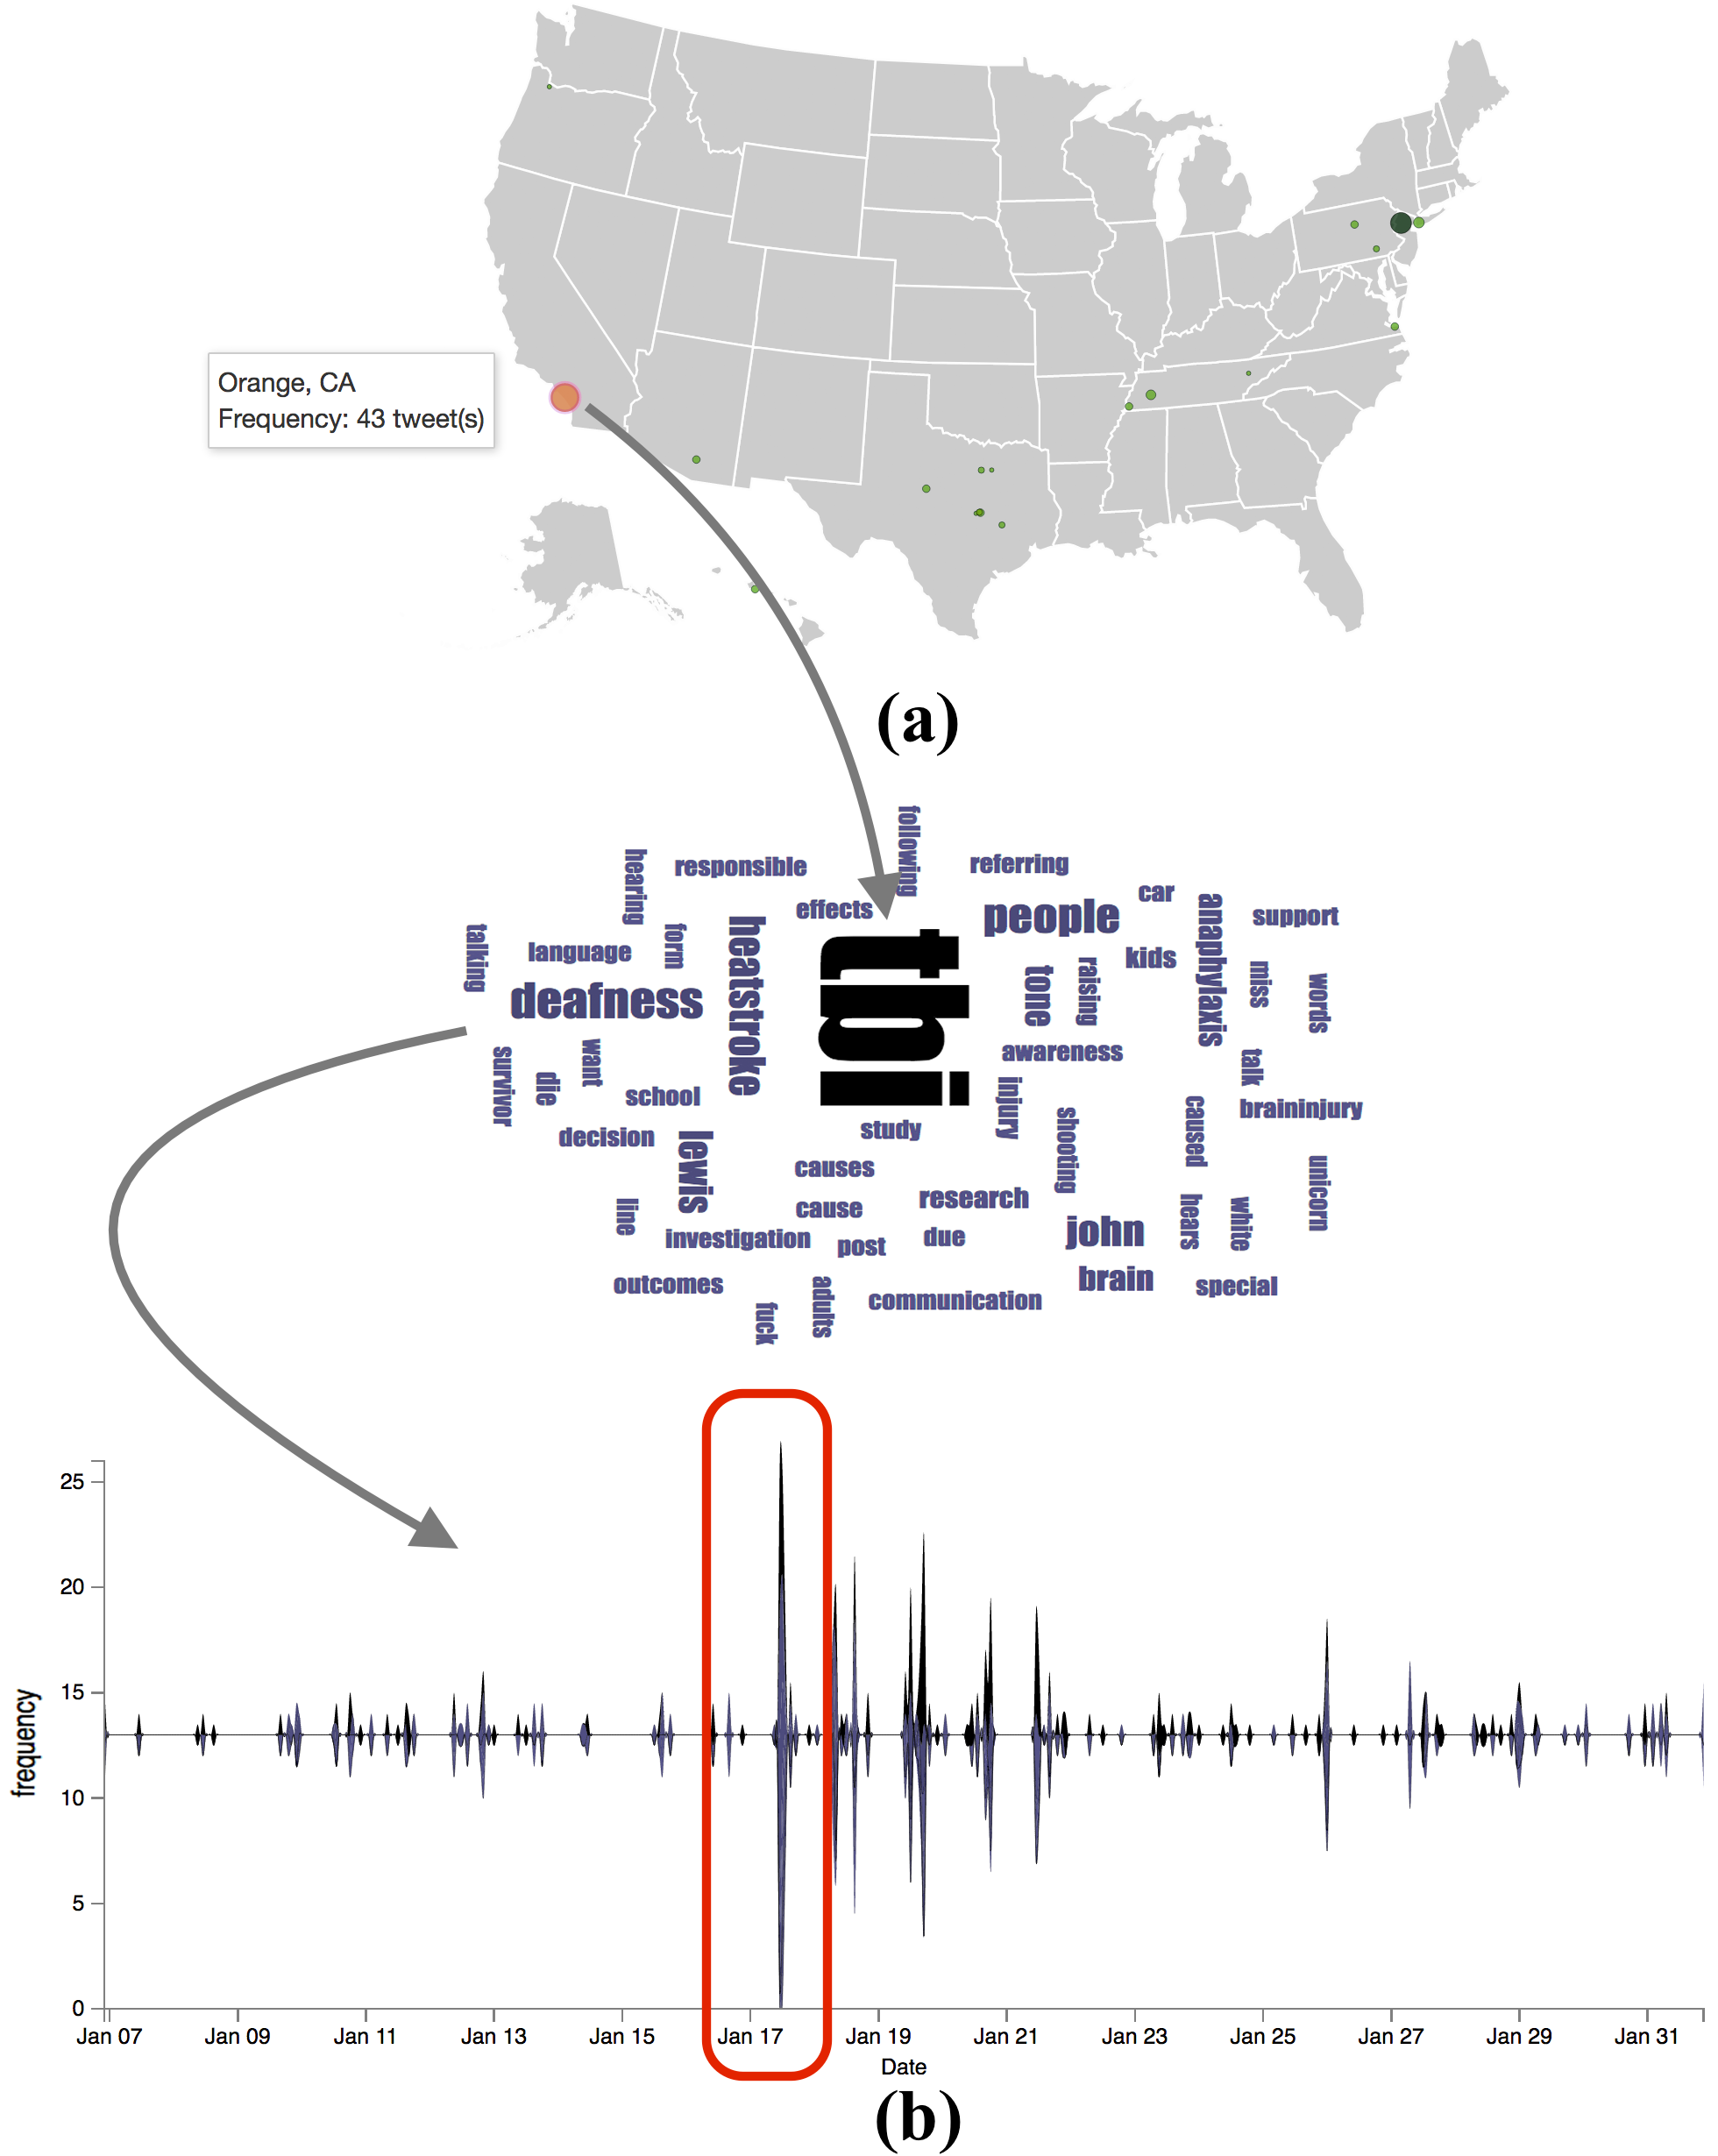 Orange, CA
Frequency: 43 tweet(s)
(a)
following
hearing
responsible
referring
effects
people
car
anaphylaxis
support
talking
language
form
heatstroke
tbi
tone
raising
kids
miss
words
deafness
awareness
talk
survivor
die
want
school
injury
shooting
caused
braininjury
decision
lewis
study
causes
unicorn
line
cause
research
john
hears
white
investigation
post
due
outcomes
fuck
adults
communication
brain
special
25
20
15
10
5
0
frequency
Jan 07 Jan 09 Jan 11 Jan 13 Jan 15 Jan 17 Jan 19 Jan 21 Jan 23 Jan 25 Jan 27 Jan 29 Jan 31
Date
(b)